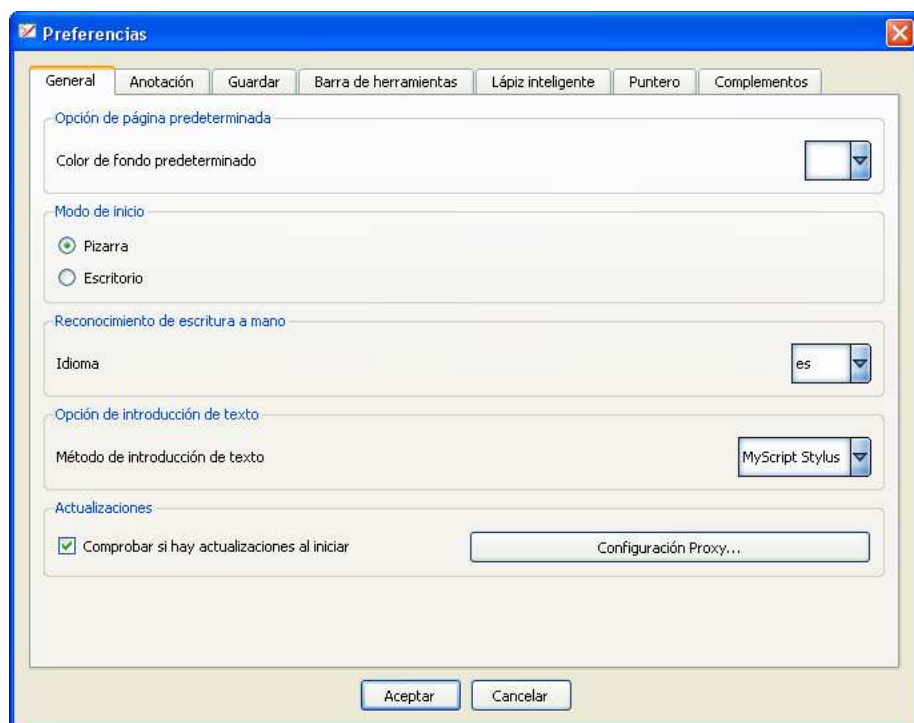 Preferencias
General Anotación Guardar Barra de herramientas Lápiz inteligente Puntero Complementos
Opción de página predeterminada
Color de fondo predeterminado
Modo de inicio
Pizarra
Escritorio
Reconocimiento de escritura a mano
Idioma es
Opción de introducción de texto
Método de introducción de texto MyScript Stylus
Actualizaciones
Comprobar si hay actualizaciones al iniciar Configuración Proxy...
Aceptar Cancelar